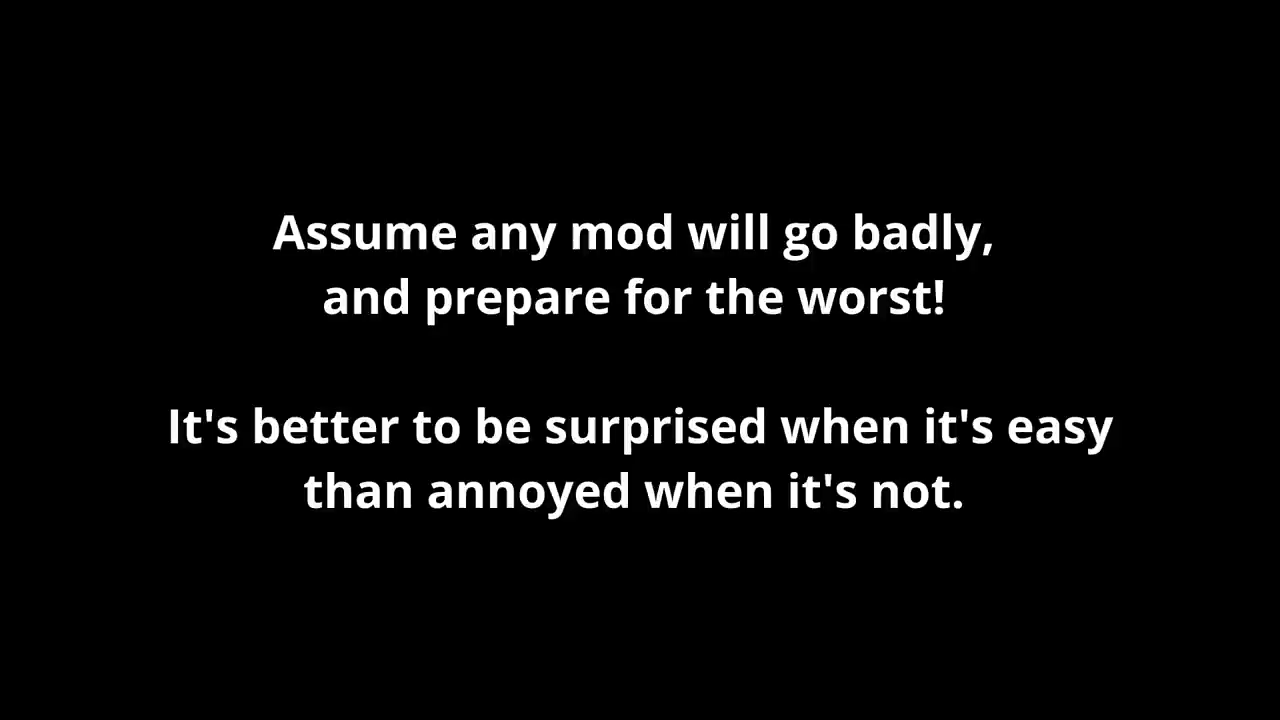 Assume any mod will go badly,
and prepare for the worst!
It's better to be surprised when it's easy
than annoyed when it's not.